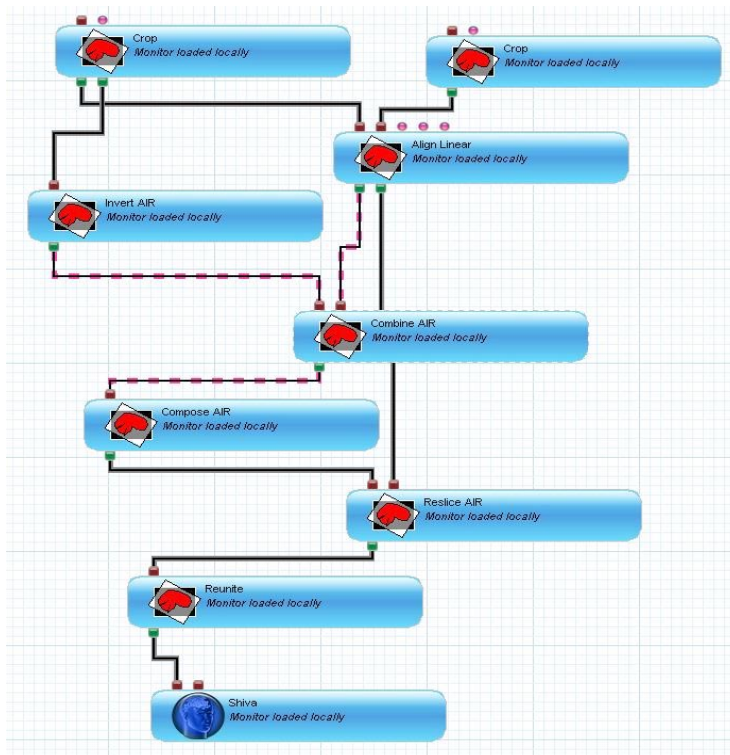 Crop
Monitor loaded locally
Crop
Monitor loaded locally
Align Linear
Monitor loaded locally
Invert AIR
Monitor loaded locally
Combine AIR
Monitor loaded locally
Compose AIR
Monitor loaded locally
Reslice AIR
Monitor loaded locally
Reunite
Monitor loaded locally
Shiva
Monitor loaded locally